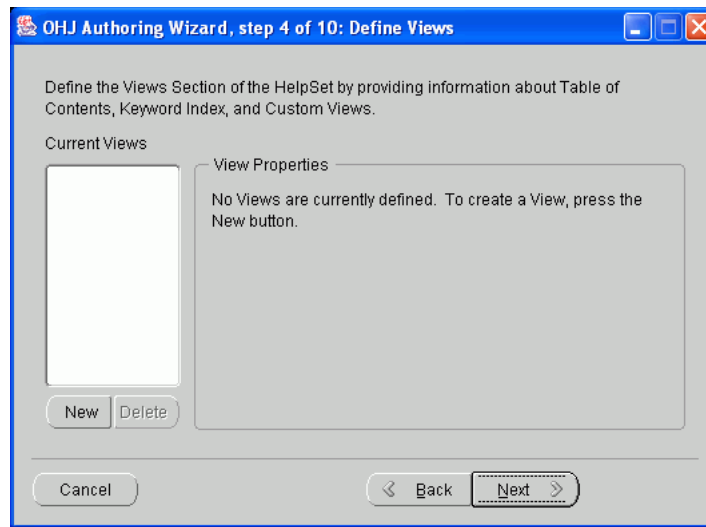 OHJ Authoring Wizard, step 4 of 10: Define Views
Define the Views Section of the HelpSet by providing information about Table of
Contents, Keyword Index, and Custom Views.
Current Views
View Properties
No Views are currently defined. To create a View, press the
New button.
New
Delete
Cancel
Back
Next